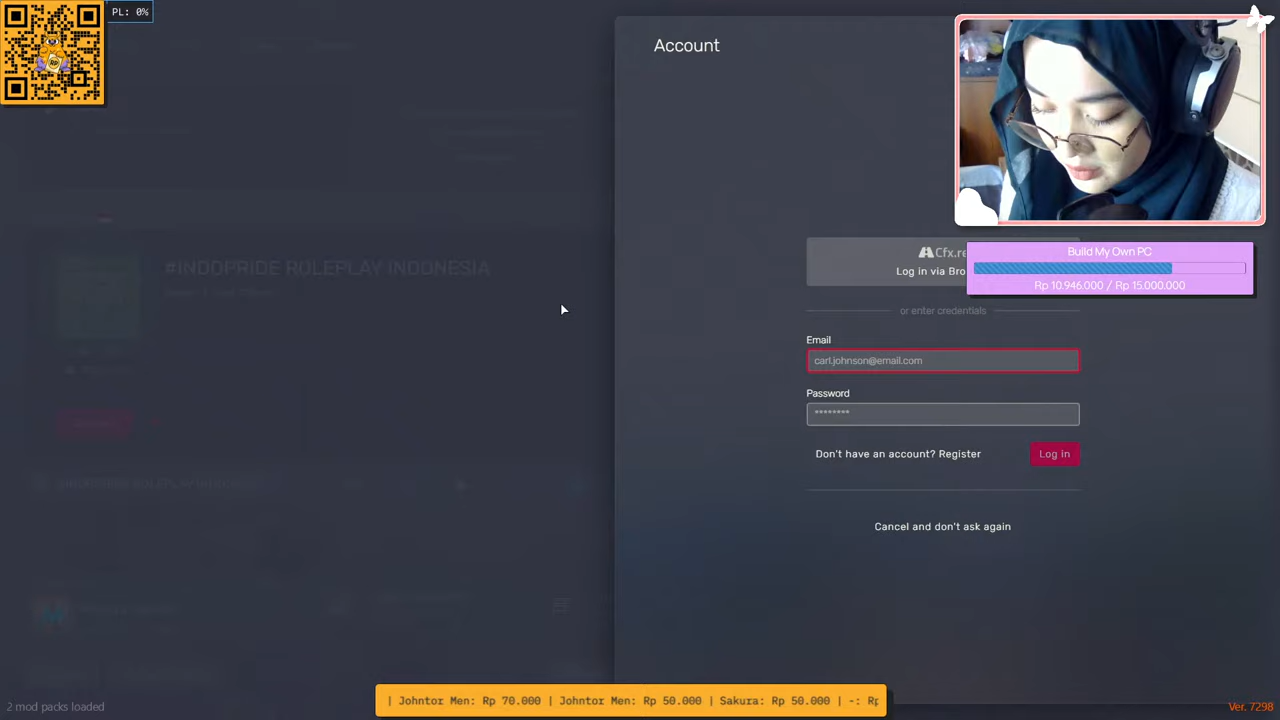 PL: 0%
Account
#INDOPRIDE ROLEPLAY INDONESIA
Cfx.re
Log in via Bro
Build My Own PC
Rp 10.946.000 / Rp 15.000.000
or enter credentials
Email
carl.johnson@email.com
Password
********
Don't have an account? Register
Log in
Cancel and don't ask again
| Johntor Men: Rp 70.000 | Johntor Men: Rp 50.000 | Sakura: Rp 50.000 | -: Rp
2 mod packs loaded
Ver. 7298